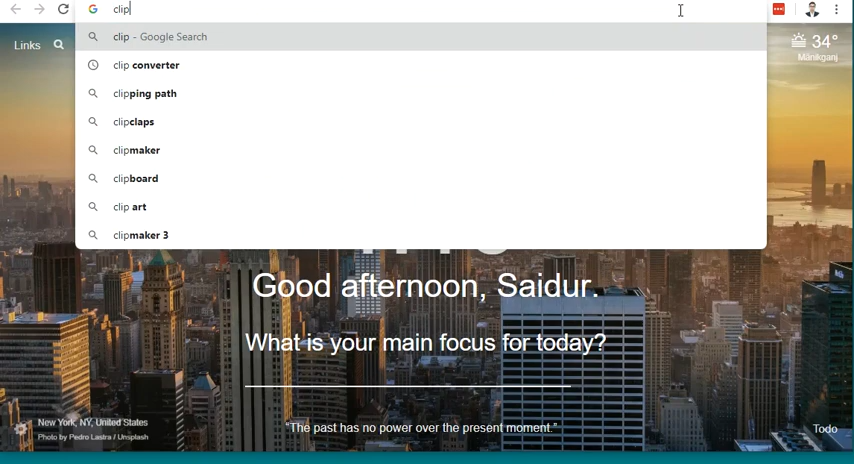 clip
clip - Google Search
clip converter
clipping path
clipclaps
clipmaker
clipboard
clip art
clipmaker 3
Links
34°
Mānikganj
Good afternoon, Saidur.
What is your main focus for today?
New York, NY, United States
Photo by Pedro Lastra / Unsplash
“The past has no power over the present moment.”
Todo